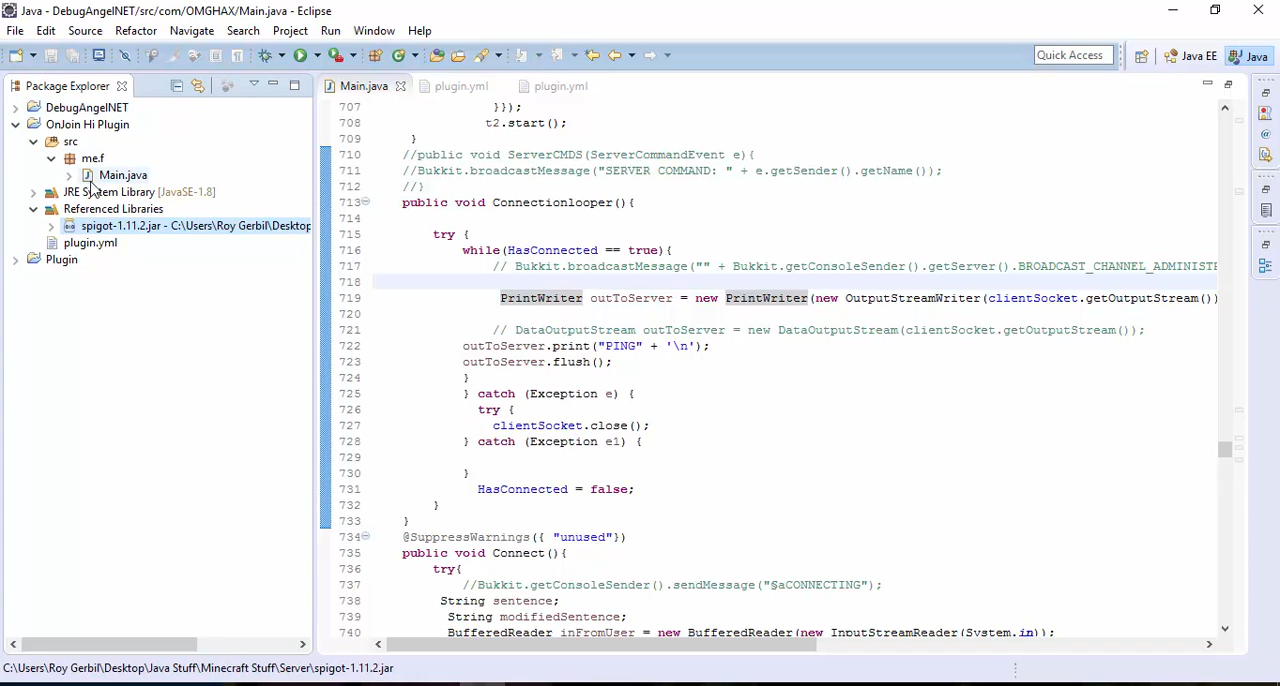 Java - DebugAngelNET/src/com/OMGHAX/Main.java - Eclipse
File Edit Source Refactor Navigate Search Project Run Window Help
Quick Access Java EE Java
Package Explorer
Main.java plugin.yml plugin.yml
DebugAngelNET
OnJoin Hi Plugin
src
me.f
Main.java
JRE System Library [JavaSE-1.8]
Referenced Libraries
spigot-1.11.2.jar - C:\Users\Roy Gerbil\Desktop
plugin.yml
Plugin
707 }});
708 t2.start();
709 }
710 //public void ServerCMDS(ServerCommandEvent e){
711 //Bukkit.broadcastMessage("SERVER COMMAND: " + e.getSender().getName());
712 //}
713 public void Connectionlooper(){
714
715 try {
716 while(HasConnected == true){
717 // Bukkit.broadcastMessage("" + Bukkit.getConsoleSender().getServer().BROADCAST_CHANNEL_ADMINISTR
718
719 PrintWriter outToServer = new PrintWriter(new OutputStreamWriter(clientSocket.getOutputStream())
720
721 // DataOutputStream outToServer = new DataOutputStream(clientSocket.getOutputStream());
722 outToServer.print("PING" + '\n');
723 outToServer.flush();
724 }
725 } catch (Exception e) {
726 try {
727 clientSocket.close();
728 } catch (Exception e1) {
729
730 }
731 HasConnected = false;
732 }
733 }
734 @SuppressWarnings({ "unused"})
735 public void Connect(){
736 try{
737 //Bukkit.getConsoleSender().sendMessage("§aCONNECTING");
738 String sentence;
739 String modifiedSentence;
740 BufferedReader inFromUser = new BufferedReader(new InputStreamReader(System.in));
C:\Users\Roy Gerbil\Desktop\Java Stuff\Minecraft Stuff\Server\spigot-1.11.2.jar